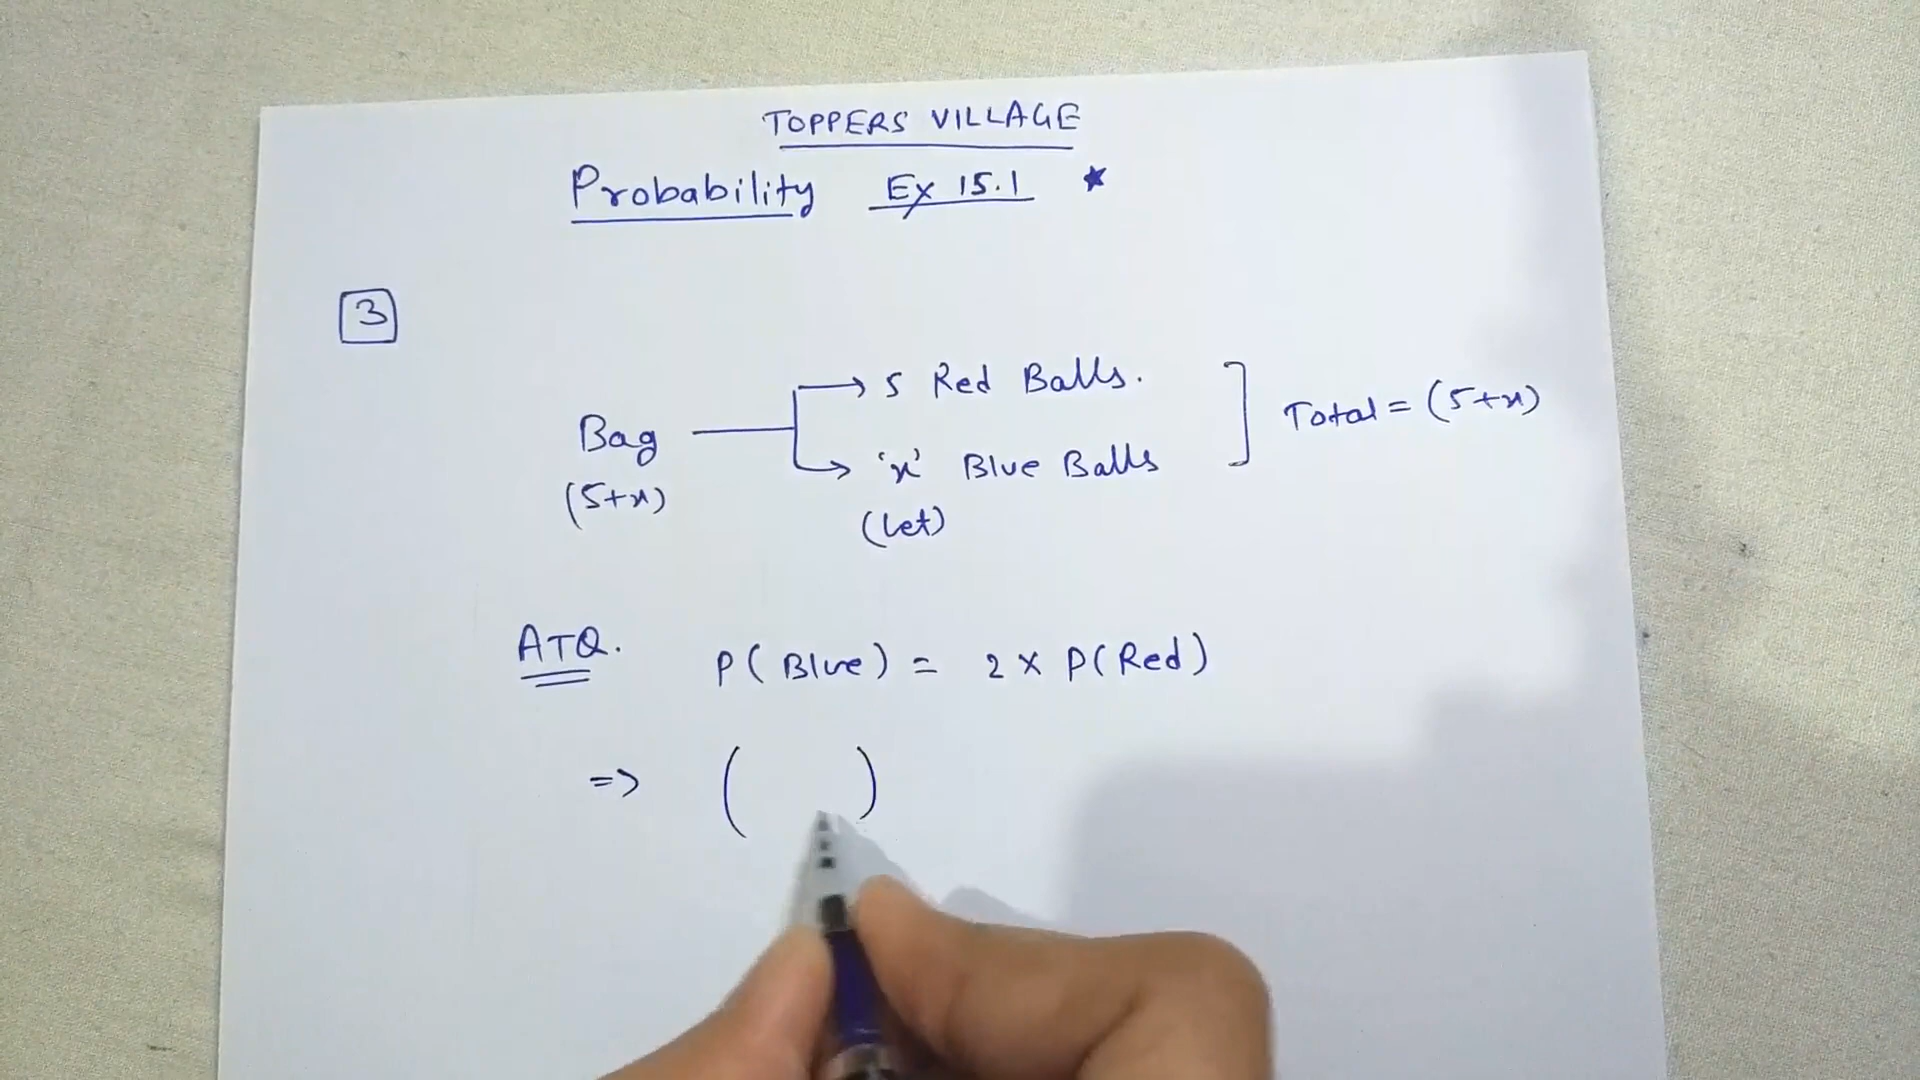 TOPPERS VILLAGE
Probability Ex 15.1 ★
3
→ 5 Red Balls.
Bag
(5+x)
→ 'x' Blue Balls
(let)
] Total = (5+x)
ATQ. P(Blue) = 2 × P(Red)
=> ( )